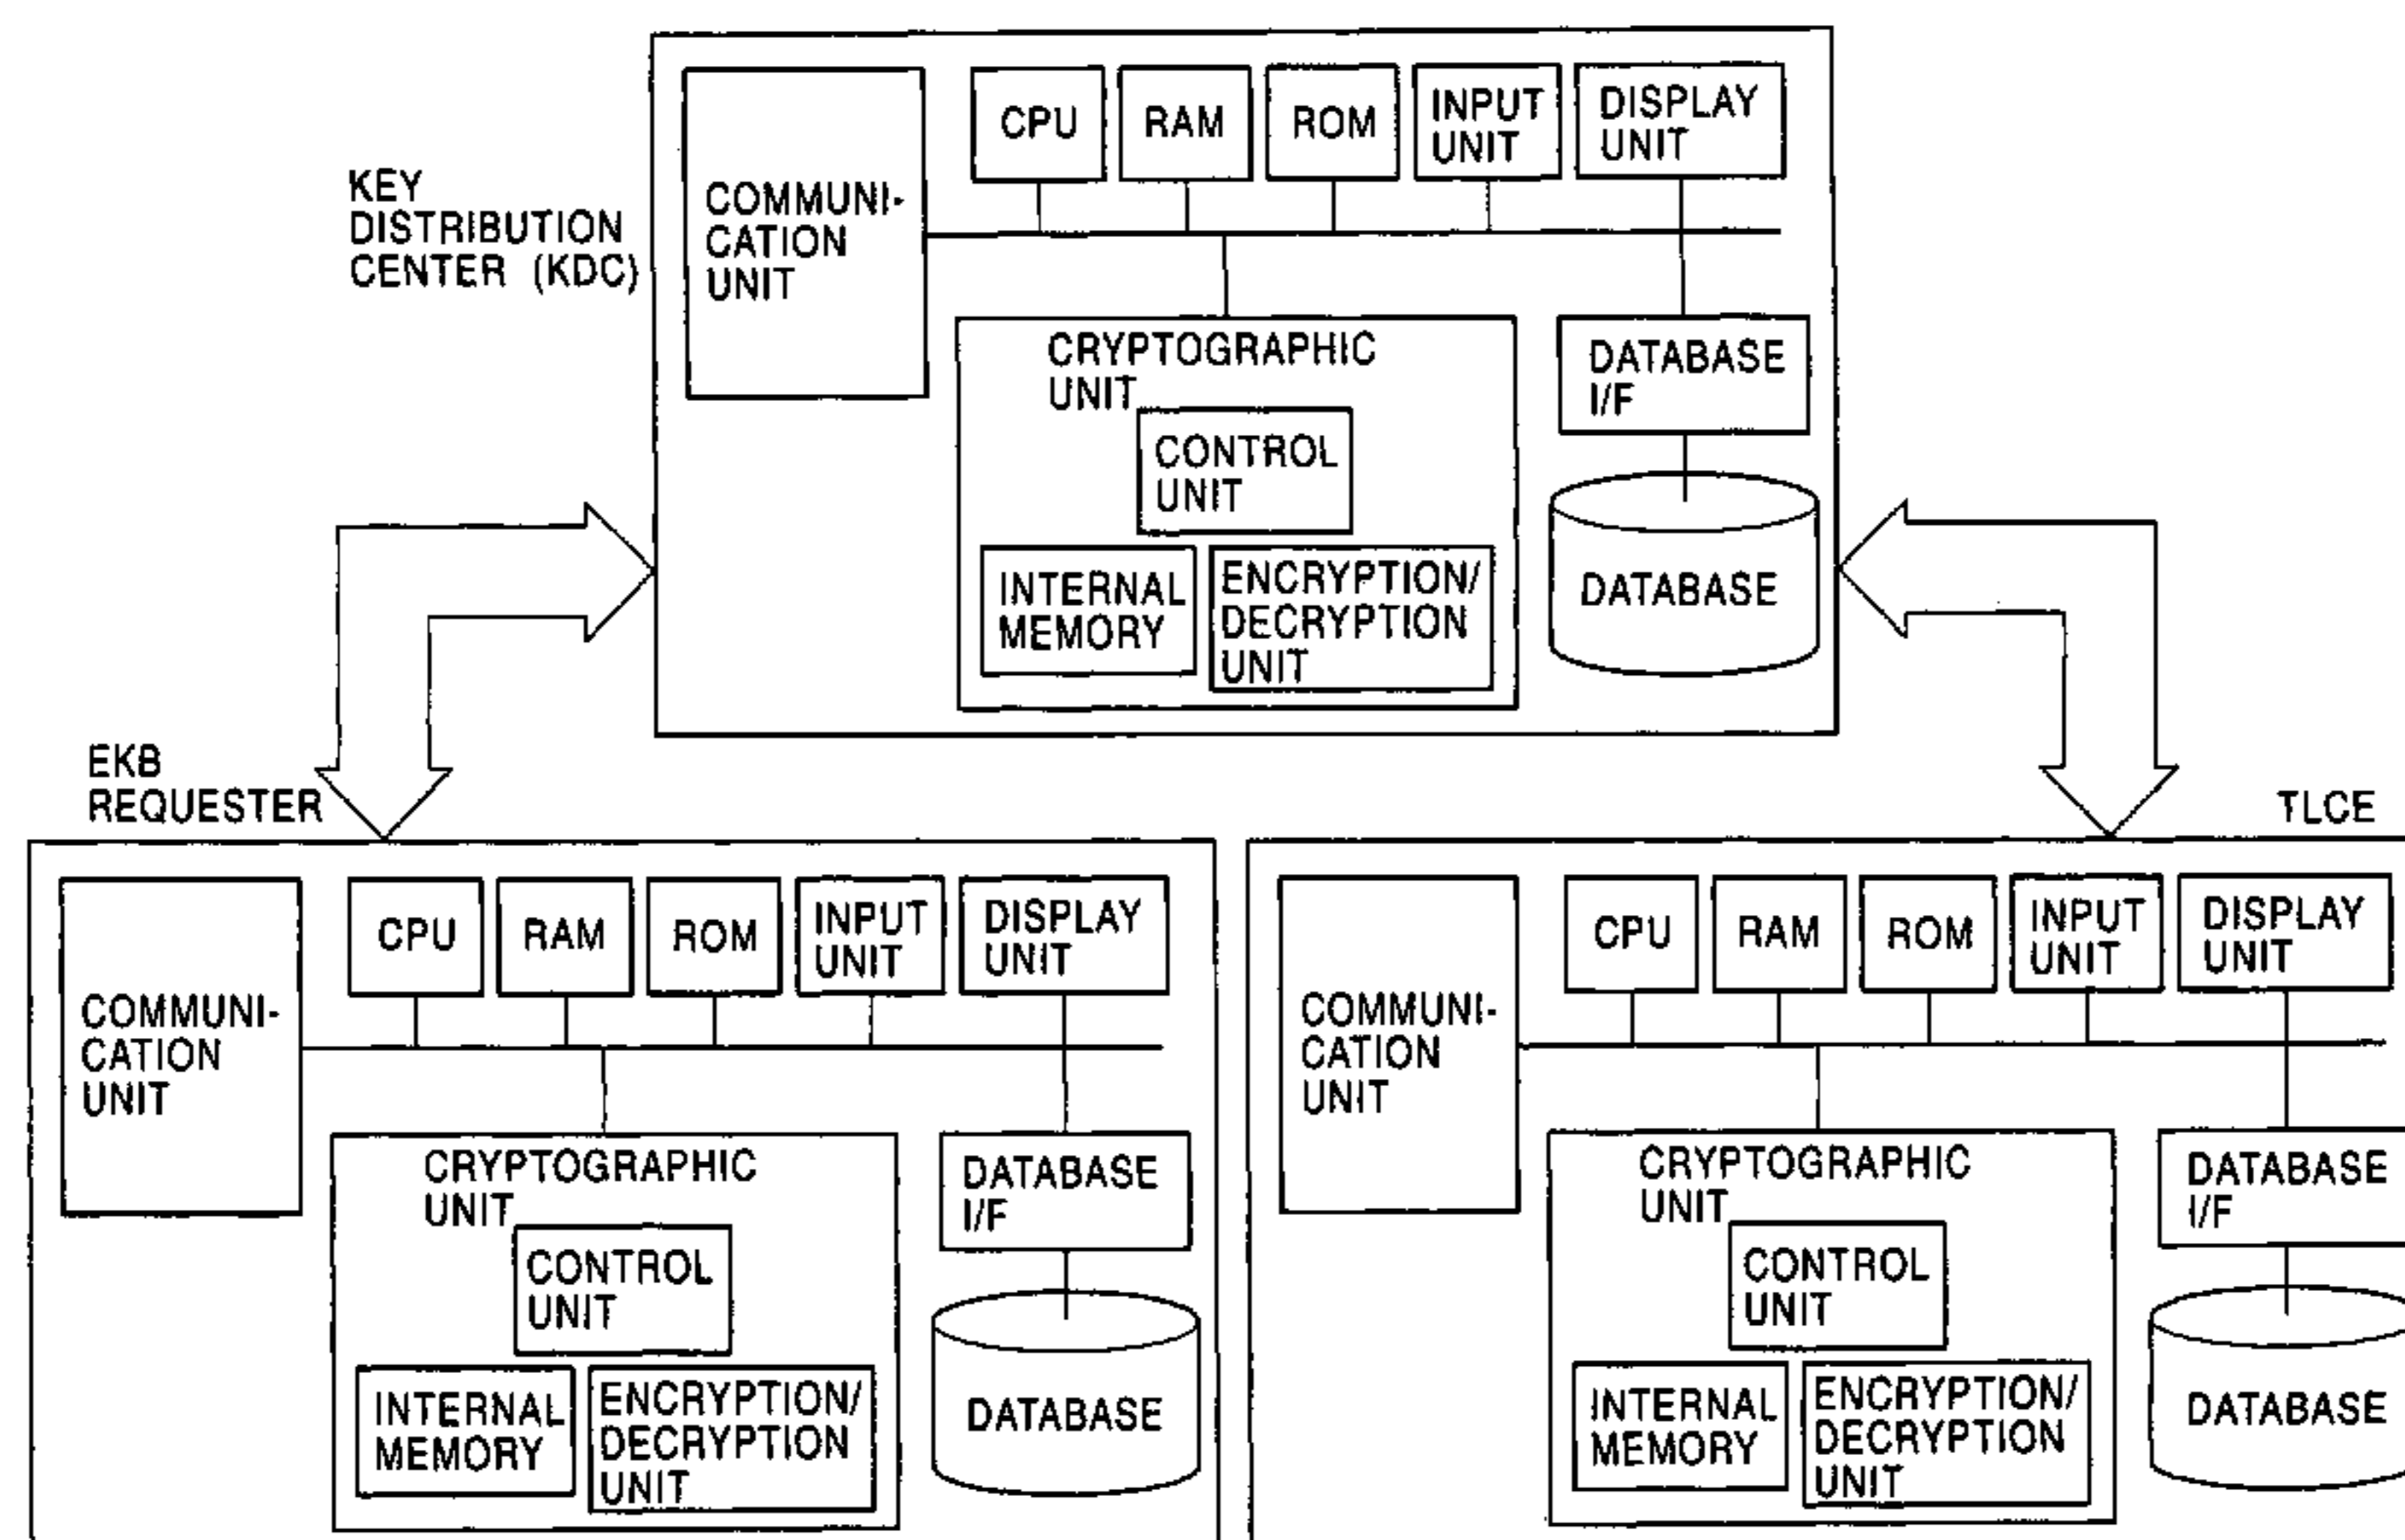 KEY
DISTRIBUTION
CENTER (KDC)
COMMUNI-
CATION
UNIT
CPU
RAM
ROM
INPUT
UNIT
DISPLAY
UNIT
CRYPTOGRAPHIC
UNIT
CONTROL
UNIT
INTERNAL
MEMORY
ENCRYPTION/
DECRYPTION
UNIT
DATABASE
I/F
DATABASE
EKB
REQUESTER
COMMUNI-
CATION
UNIT
CPU
RAM
ROM
INPUT
UNIT
DISPLAY
UNIT
CRYPTOGRAPHIC
UNIT
CONTROL
UNIT
INTERNAL
MEMORY
ENCRYPTION/
DECRYPTION
UNIT
DATABASE
I/F
DATABASE
TLCE
COMMUNI-
CATION
UNIT
CPU
RAM
ROM
INPUT
UNIT
DISPLAY
UNIT
CRYPTOGRAPHIC
UNIT
CONTROL
UNIT
INTERNAL
MEMORY
ENCRYPTION/
DECRYPTION
UNIT
DATABASE
I/F
DATABASE